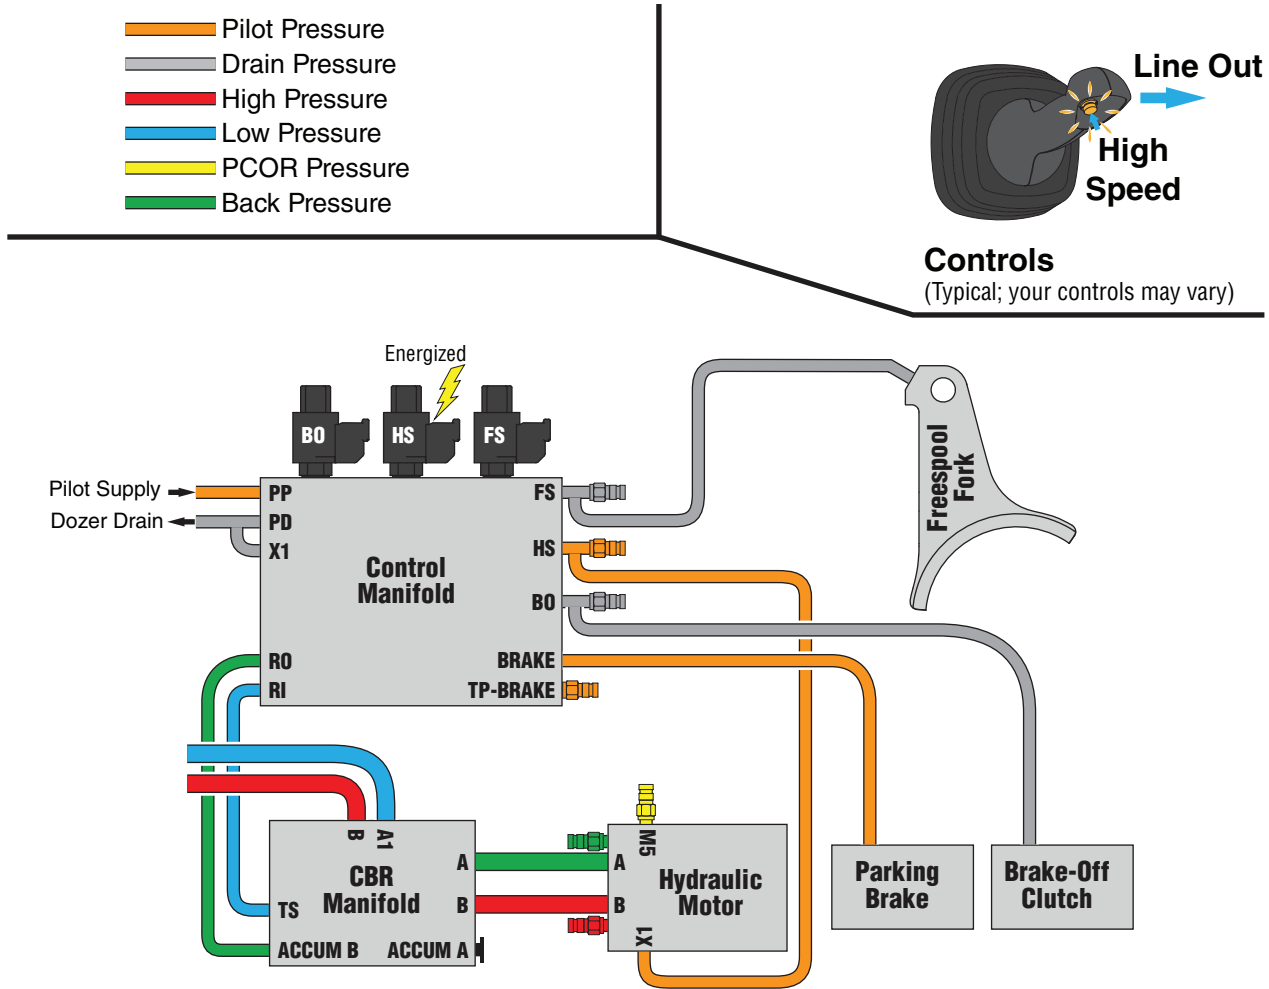 Pilot Pressure
Drain Pressure
High Pressure
Low Pressure
PCOR Pressure
Back Pressure
Line Out
High
Speed
Controls
(Typical; your controls may vary)
Energized
BO
HS
FS
Pilot Supply
Dozer Drain
PP
PD
X1
RO
RI
Control
Manifold
FS
HS
BO
BRAKE
TP-BRAKE
Freespool
Fork
B
A1
CBR
Manifold
TS
ACCUM B
ACCUM A
A
B
M5
A
B
Hydraulic
Motor
X1
Parking
Brake
Brake-Off
Clutch